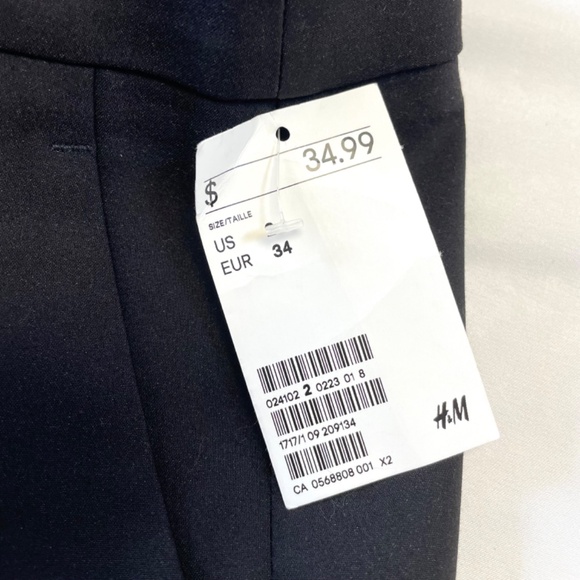 $ 34.99
SIZE/TAILLE
US
EUR 34
024102 2 0223 01 8
1717/1 09 209134
H&M
CA 0568808 001 X2